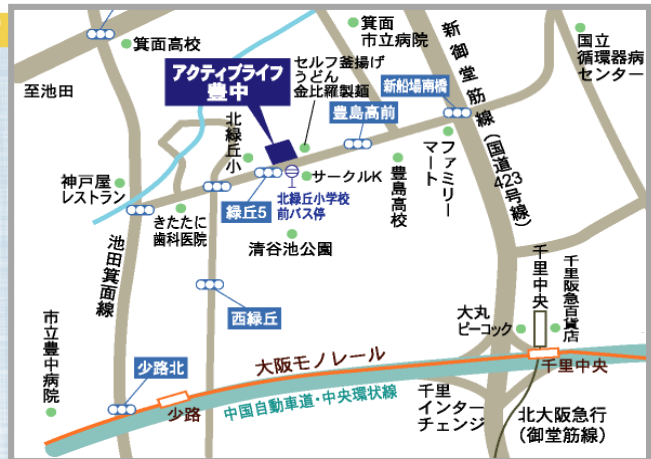 箕面高校
至池田
アクティブライフ
豊中
セルフ釜揚げ
うどん
金比羅製麺
箕面
市立病院
新御堂筋線(国道423号線)
国立
循環器病
センター
新船場南橋
豊島高前
北緑丘小
サークルK
北緑丘小学校
前バス停
豊島高校
ファミリー
マート
神戸屋
レストラン
きたたに
歯科医院
緑丘5
清谷池公園
池田箕面線
西緑丘
千里中央
千里阪急百貨店
大丸
ピーコック
市立豊中病院
少路北
大阪モノレール
千里中央
少路
中国自動車道・中央環状線
千里
インター
チェンジ
北大阪急行
(御堂筋線)